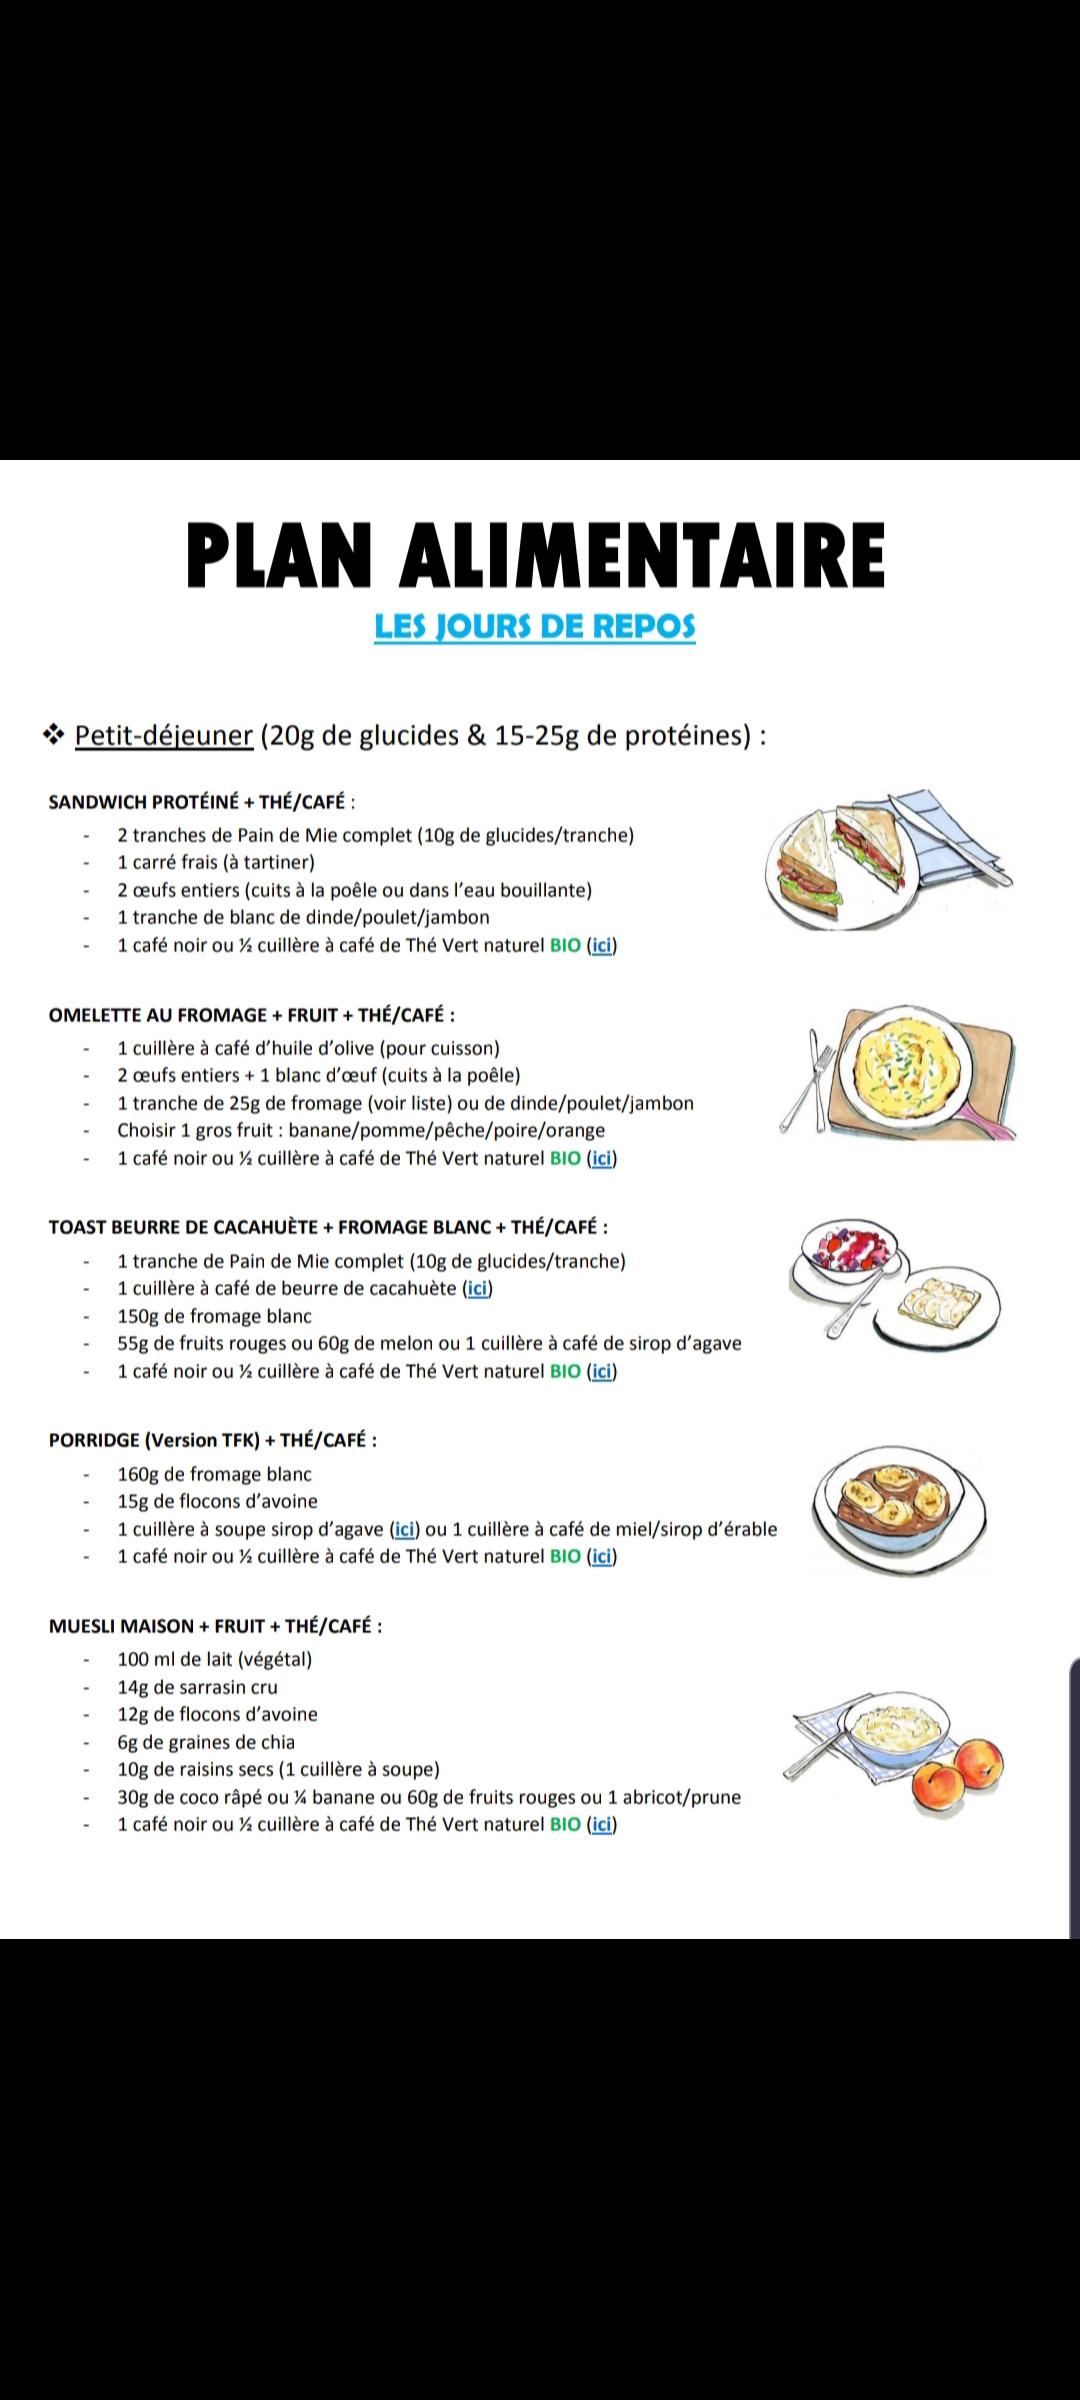 PLAN ALIMENTAIRE
LES JOURS DE REPOS
❖ Petit-déjeuner (20g de glucides & 15-25g de protéines) :
SANDWICH PROTÉINÉ + THÉ/CAFÉ :
- 2 tranches de Pain de Mie complet (10g de glucides/tranche)
- 1 carré frais (à tartiner)
- 2 œufs entiers (cuits à la poêle ou dans l’eau bouillante)
- 1 tranche de blanc de dinde/poulet/jambon
- 1 café noir ou ½ cuillère à café de Thé Vert naturel BIO (ici)
OMELETTE AU FROMAGE + FRUIT + THÉ/CAFÉ :
- 1 cuillère à café d’huile d’olive (pour cuisson)
- 2 œufs entiers + 1 blanc d’œuf (cuits à la poêle)
- 1 tranche de 25g de fromage (voir liste) ou de dinde/poulet/jambon
- Choisir 1 gros fruit : banane/pomme/pêche/poire/orange
- 1 café noir ou ½ cuillère à café de Thé Vert naturel BIO (ici)
TOAST BEURRE DE CACAHUÈTE + FROMAGE BLANC + THÉ/CAFÉ :
- 1 tranche de Pain de Mie complet (10g de glucides/tranche)
- 1 cuillère à café de beurre de cacahuète (ici)
- 150g de fromage blanc
- 55g de fruits rouges ou 60g de melon ou 1 cuillère à café de sirop d’agave
- 1 café noir ou ½ cuillère à café de Thé Vert naturel BIO (ici)
PORRIDGE (Version TFK) + THÉ/CAFÉ :
- 160g de fromage blanc
- 15g de flocons d’avoine
- 1 cuillère à soupe sirop d’agave (ici) ou 1 cuillère à café de miel/sirop d’érable
- 1 café noir ou ½ cuillère à café de Thé Vert naturel BIO (ici)
MUESLI MAISON + FRUIT + THÉ/CAFÉ :
- 100 ml de lait (végétal)
- 14g de sarrasin cru
- 12g de flocons d’avoine
- 6g de graines de chia
- 10g de raisins secs (1 cuillère à soupe)
- 30g de coco râpé ou ¼ banane ou 60g de fruits rouges ou 1 abricot/prune
- 1 café noir ou ½ cuillère à café de Thé Vert naturel BIO (ici)